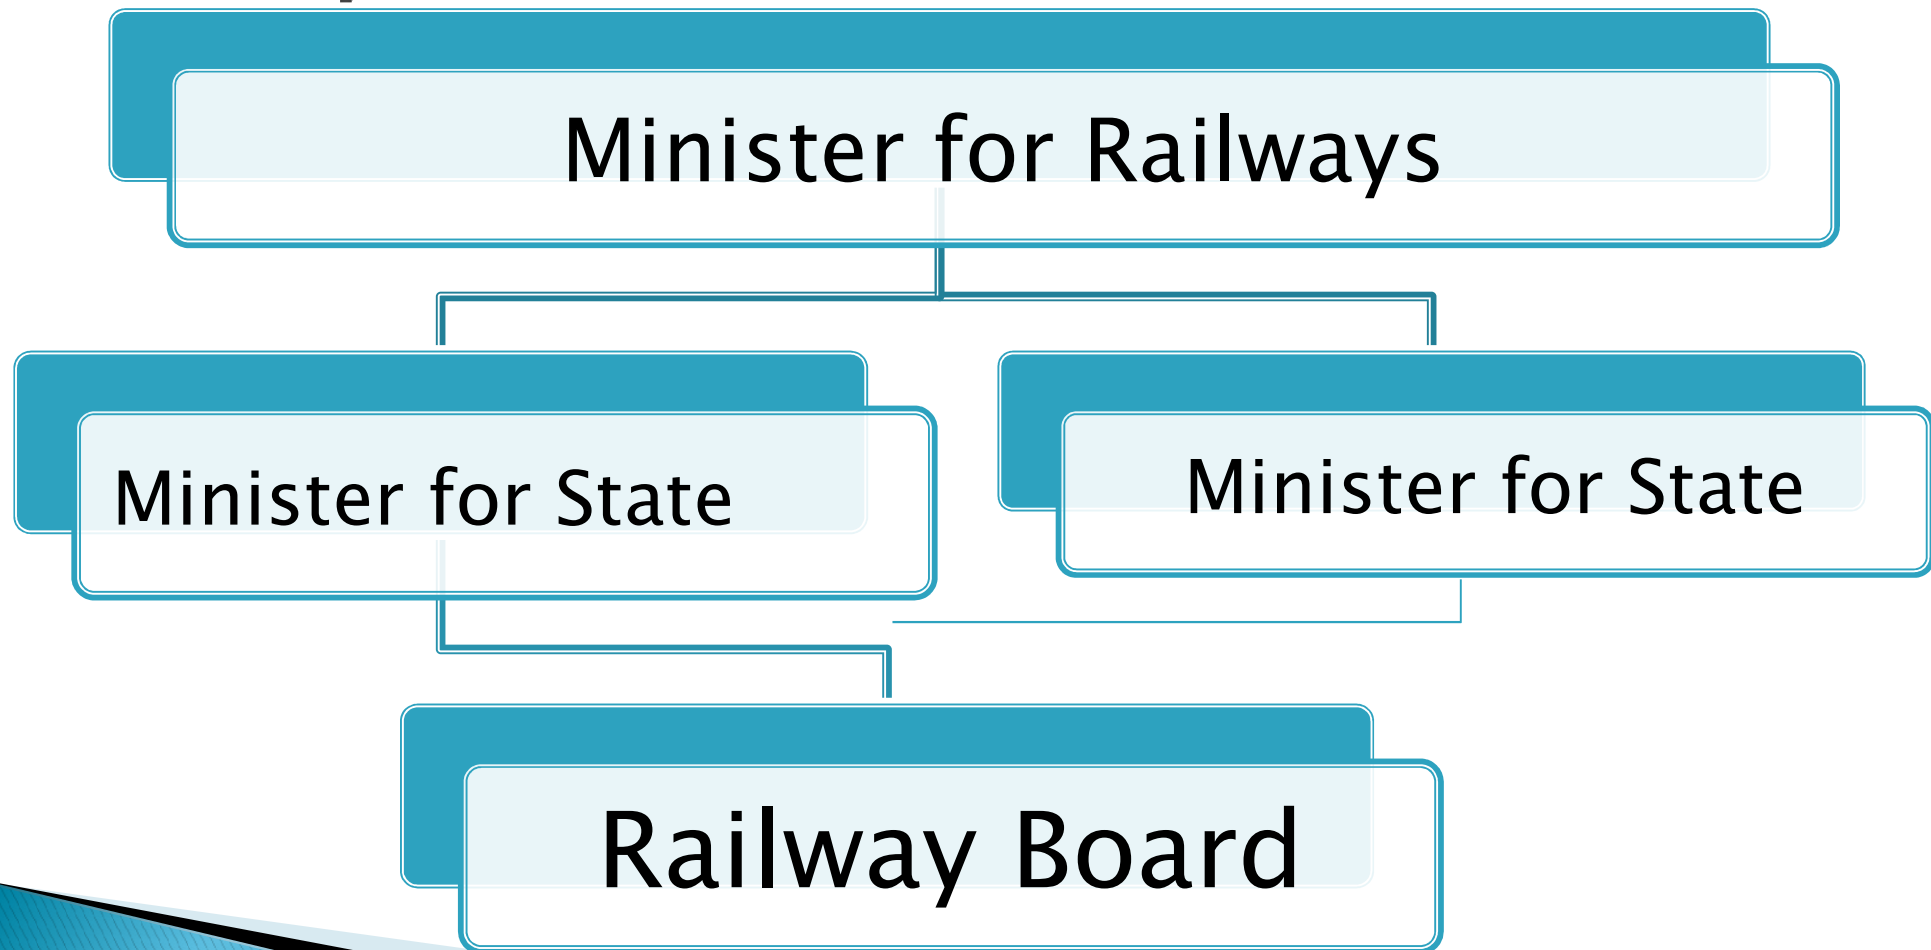 Minister for Railways
Minister for State
Minister for State
Railway Board